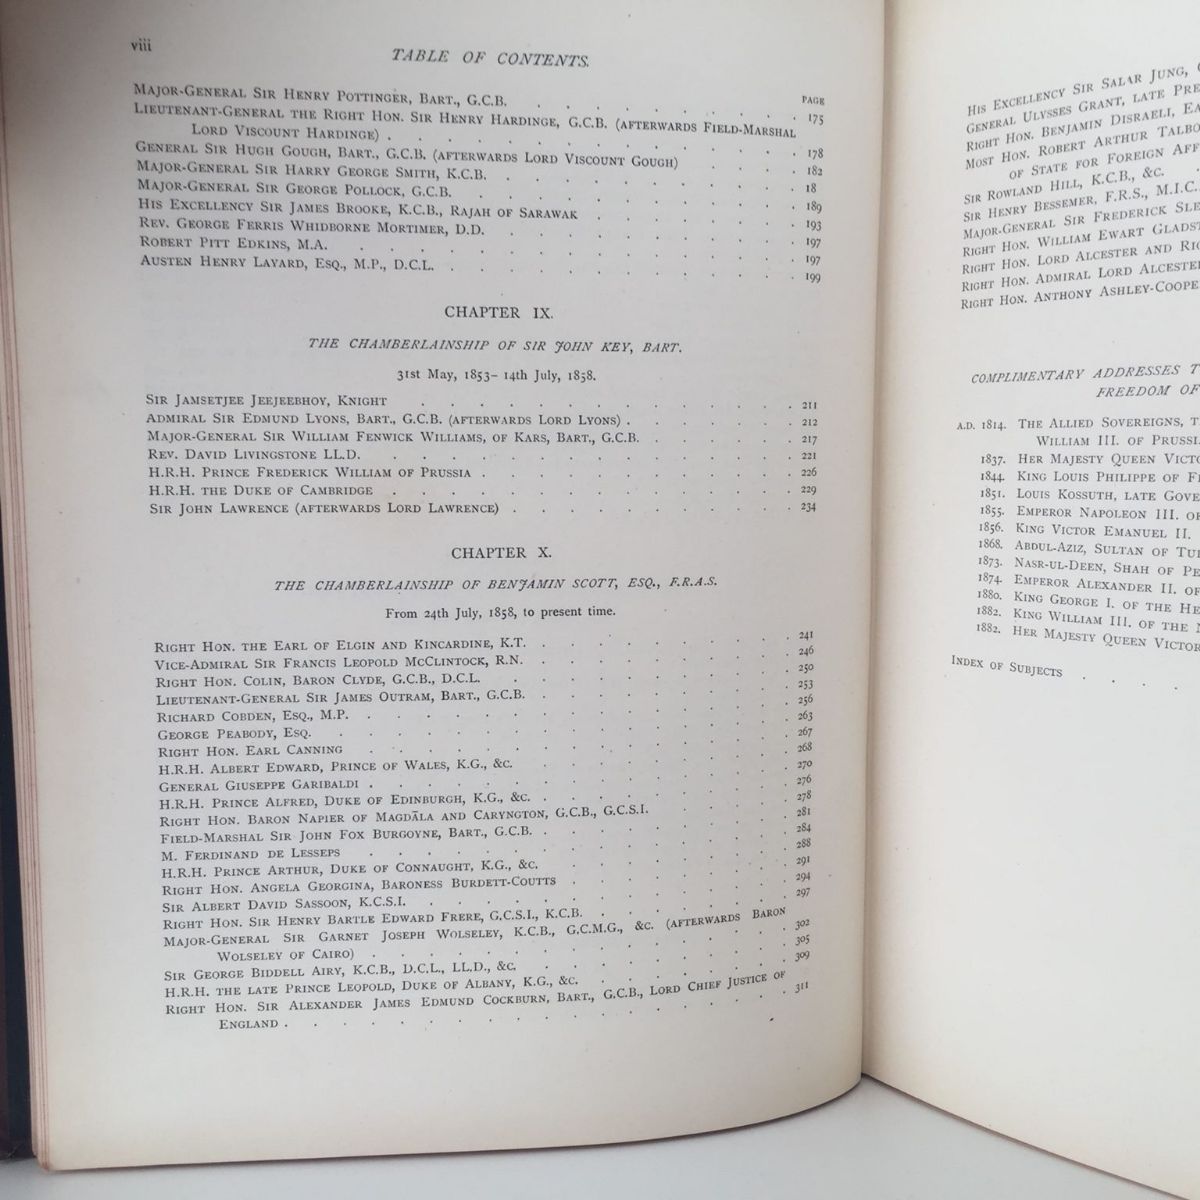 viii
TABLE OF CONTENTS.
PAGE
MAJOR-GENERAL SIR HENRY POTTINGER, BART., G.C.B. . . . . . . . . . 175
LIEUTENANT-GENERAL THE RIGHT HON. SIR HENRY HARDINGE, G.C.B. (AFTERWARDS FIELD-MARSHAL
LORD VISCOUNT HARDINGE) . . . . . . . . . . . . . 178
GENERAL SIR HUGH GOUGH, BART., G.C.B. (AFTERWARDS LORD VISCOUNT GOUGH) . . . . 182
MAJOR-GENERAL SIR HARRY GEORGE SMITH, K.C.B. . . . . . . . . . . 18
MAJOR-GENERAL SIR GEORGE POLLOCK, G.C.B. . . . . . . . . . . . 189
HIS EXCELLENCY SIR JAMES BROOKE, K.C.B., RAJAH OF SARAWAK . . . . . . . 193
REV. GEORGE FERRIS WHIDBORNE MORTIMER, D.D. . . . . . . . . . . 197
ROBERT PITT EDKINS, M.A. . . . . . . . . . . . . . . 197
AUSTEN HENRY LAYARD, ESQ., M.P., D.C.L. . . . . . . . . . . . . 199
CHAPTER IX.
THE CHAMBERLAINSHIP OF SIR JOHN KEY, BART.
31st May, 1853– 14th July, 1858.
SIR JAMSETJEE JEEJEEBHOY, KNIGHT . . . . . . . . . . . . . 211
ADMIRAL SIR EDMUND LYONS, BART., G.C.B. (AFTERWARDS LORD LYONS) . . . . . . 212
MAJOR-GENERAL SIR WILLIAM FENWICK WILLIAMS, OF KARS, BART., G.C.B. . . . . . . 217
REV. DAVID LIVINGSTONE LL.D. . . . . . . . . . . . . . . 221
H.R.H. PRINCE FREDERICK WILLIAM OF PRUSSIA . . . . . . . . . . . 226
H.R.H. THE DUKE OF CAMBRIDGE . . . . . . . . . . . . . . 229
SIR JOHN LAWRENCE (AFTERWARDS LORD LAWRENCE) . . . . . . . . . . 234
CHAPTER X.
THE CHAMBERLAINSHIP OF BENJAMIN SCOTT, ESQ., F.R.A.S.
From 24th July, 1858, to present time.
RIGHT HON. THE EARL OF ELGIN AND KINCARDINE, K.T. . . . . . . . . . 241
VICE-ADMIRAL SIR FRANCIS LEOPOLD MCCLINTOCK, R.N. . . . . . . . . . 246
RIGHT HON. COLIN, BARON CLYDE, G.C.B., D.C.L. . . . . . . . . . . 250
LIEUTENANT-GENERAL SIR JAMES OUTRAM, BART., G.C.B. . . . . . . . . . 253
RICHARD COBDEN, ESQ., M.P. . . . . . . . . . . . . . . 256
GEORGE PEABODY, ESQ. . . . . . . . . . . . . . . . 263
RIGHT HON. EARL CANNING . . . . . . . . . . . . . . 267
H.R.H. ALBERT EDWARD, PRINCE OF WALES, K.G., &c. . . . . . . . . . . 268
GENERAL GIUSEPPE GARIBALDI . . . . . . . . . . . . . . 270
H.R.H. PRINCE ALFRED, DUKE OF EDINBURGH, K.G., &c. . . . . . . . . . 276
RIGHT HON. BARON NAPIER OF MAGDĀLA AND CARYNGTON, G.C.B., G.C.S.I. . . . . . 278
FIELD-MARSHAL SIR JOHN FOX BURGOYNE, BART., G.C.B. . . . . . . . . . 281
M. FERDINAND DE LESSEPS . . . . . . . . . . . . . . 284
H.R.H. PRINCE ARTHUR, DUKE OF CONNAUGHT, K.G., &c. . . . . . . . . . 288
RIGHT HON. ANGELA GEORGINA, BARONESS BURDETT-COUTTS . . . . . . . . 291
SIR ALBERT DAVID SASSOON, K.C.S.I. . . . . . . . . . . . . . 294
RIGHT HON. SIR HENRY BARTLE EDWARD FRERE, G.C.S.I., K.C.B. . . . . . . . 297
MAJOR-GENERAL SIR GARNET JOSEPH WOLSELEY, K.C.B., G.C.M.G., &c. (AFTERWARDS BARON
WOLSELEY OF CAIRO) . . . . . . . . . . . . . . 302
SIR GEORGE BIDDELL AIRY, K.C.B., D.C.L., LL.D., &c. . . . . . . . . . 305
H.R.H. THE LATE PRINCE LEOPOLD, DUKE OF ALBANY, K.G., &c. . . . . . . . 309
RIGHT HON. SIR ALEXANDER JAMES EDMUND COCKBURN, BART., G.C.B., LORD CHIEF JUSTICE OF
ENGLAND . . . . . . . . . . . . . . . . 311
HIS EXCELLENCY SIR SALAR JUNG,
GENERAL ULYSSES GRANT, LATE PRE
RIGHT HON. BENJAMIN DISRAELI, EA
MOST HON. ROBERT ARTHUR TALBO
OF STATE FOR FOREIGN AFF
SIR ROWLAND HILL, K.C.B., &c. .
SIR HENRY BESSEMER, F.R.S., M.I.C.
MAJOR-GENERAL SIR FREDERICK SLE
RIGHT HON. WILLIAM EWART GLADST
RIGHT HON. LORD ALCESTER AND RIG
RIGHT HON. ADMIRAL LORD ALCESTER
RIGHT HON. ANTHONY ASHLEY-COOPE
COMPLIMENTARY ADDRESSES T
FREEDOM OF
A.D. 1814. THE ALLIED SOVEREIGNS, T
WILLIAM III. OF PRUSSIA
1837. HER MAJESTY QUEEN VICTO
1844. KING LOUIS PHILIPPE OF F
1851. LOUIS KOSSUTH, LATE GOVE
1855. EMPEROR NAPOLEON III. OF
1856. KING VICTOR EMANUEL II.
1868. ABDUL-AZIZ, SULTAN OF TU
1873. NASR-UL-DEEN, SHAH OF PE
1874. EMPEROR ALEXANDER II. OF
1880. KING GEORGE I. OF THE HE
1882. KING WILLIAM III. OF THE N
1882. HER MAJESTY QUEEN VICTOR
INDEX OF SUBJECTS . . . .